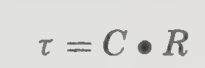 τ = C • R